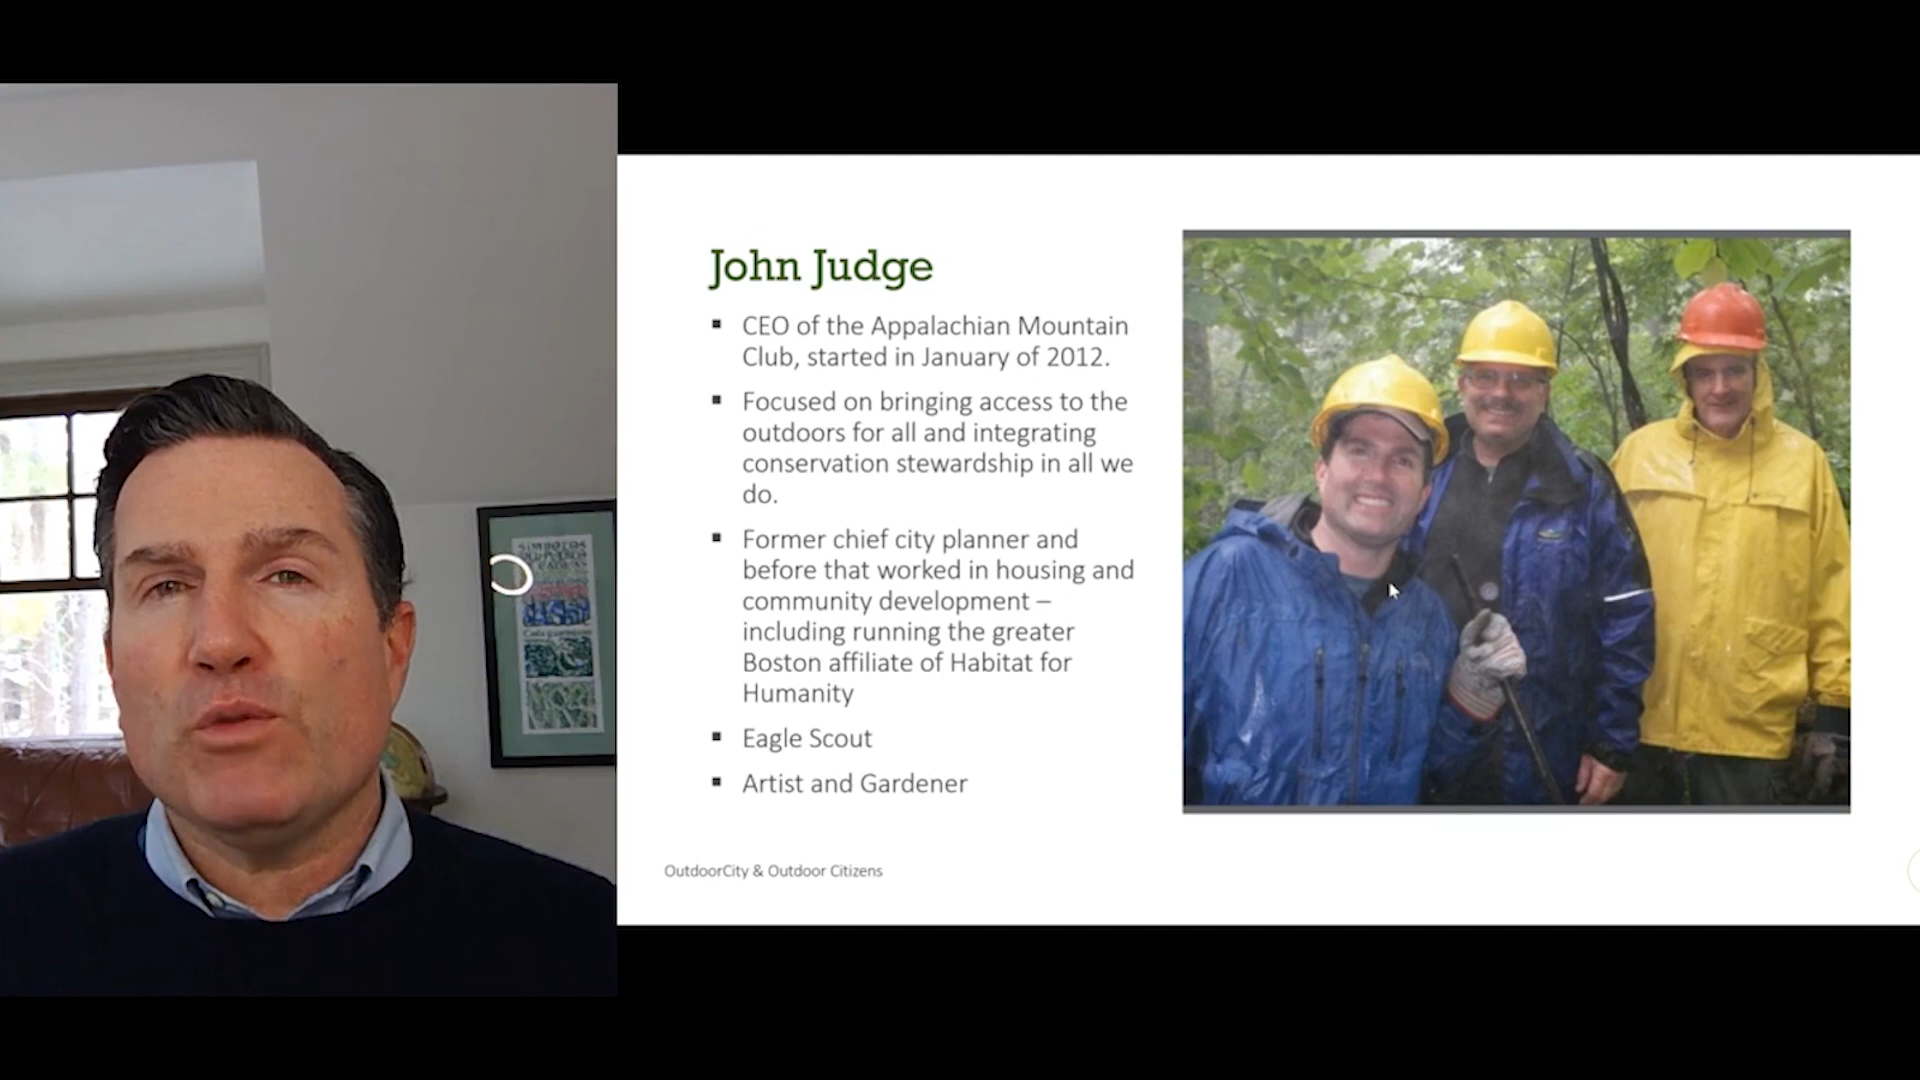 John Judge
▪ CEO of the Appalachian Mountain
Club, started in January of 2012.
▪ Focused on bringing access to the
outdoors for all and integrating
conservation stewardship in all we
do.
▪ Former chief city planner and
before that worked in housing and
community development –
including running the greater
Boston affiliate of Habitat for
Humanity
▪ Eagle Scout
▪ Artist and Gardener
OutdoorCity & Outdoor Citizens